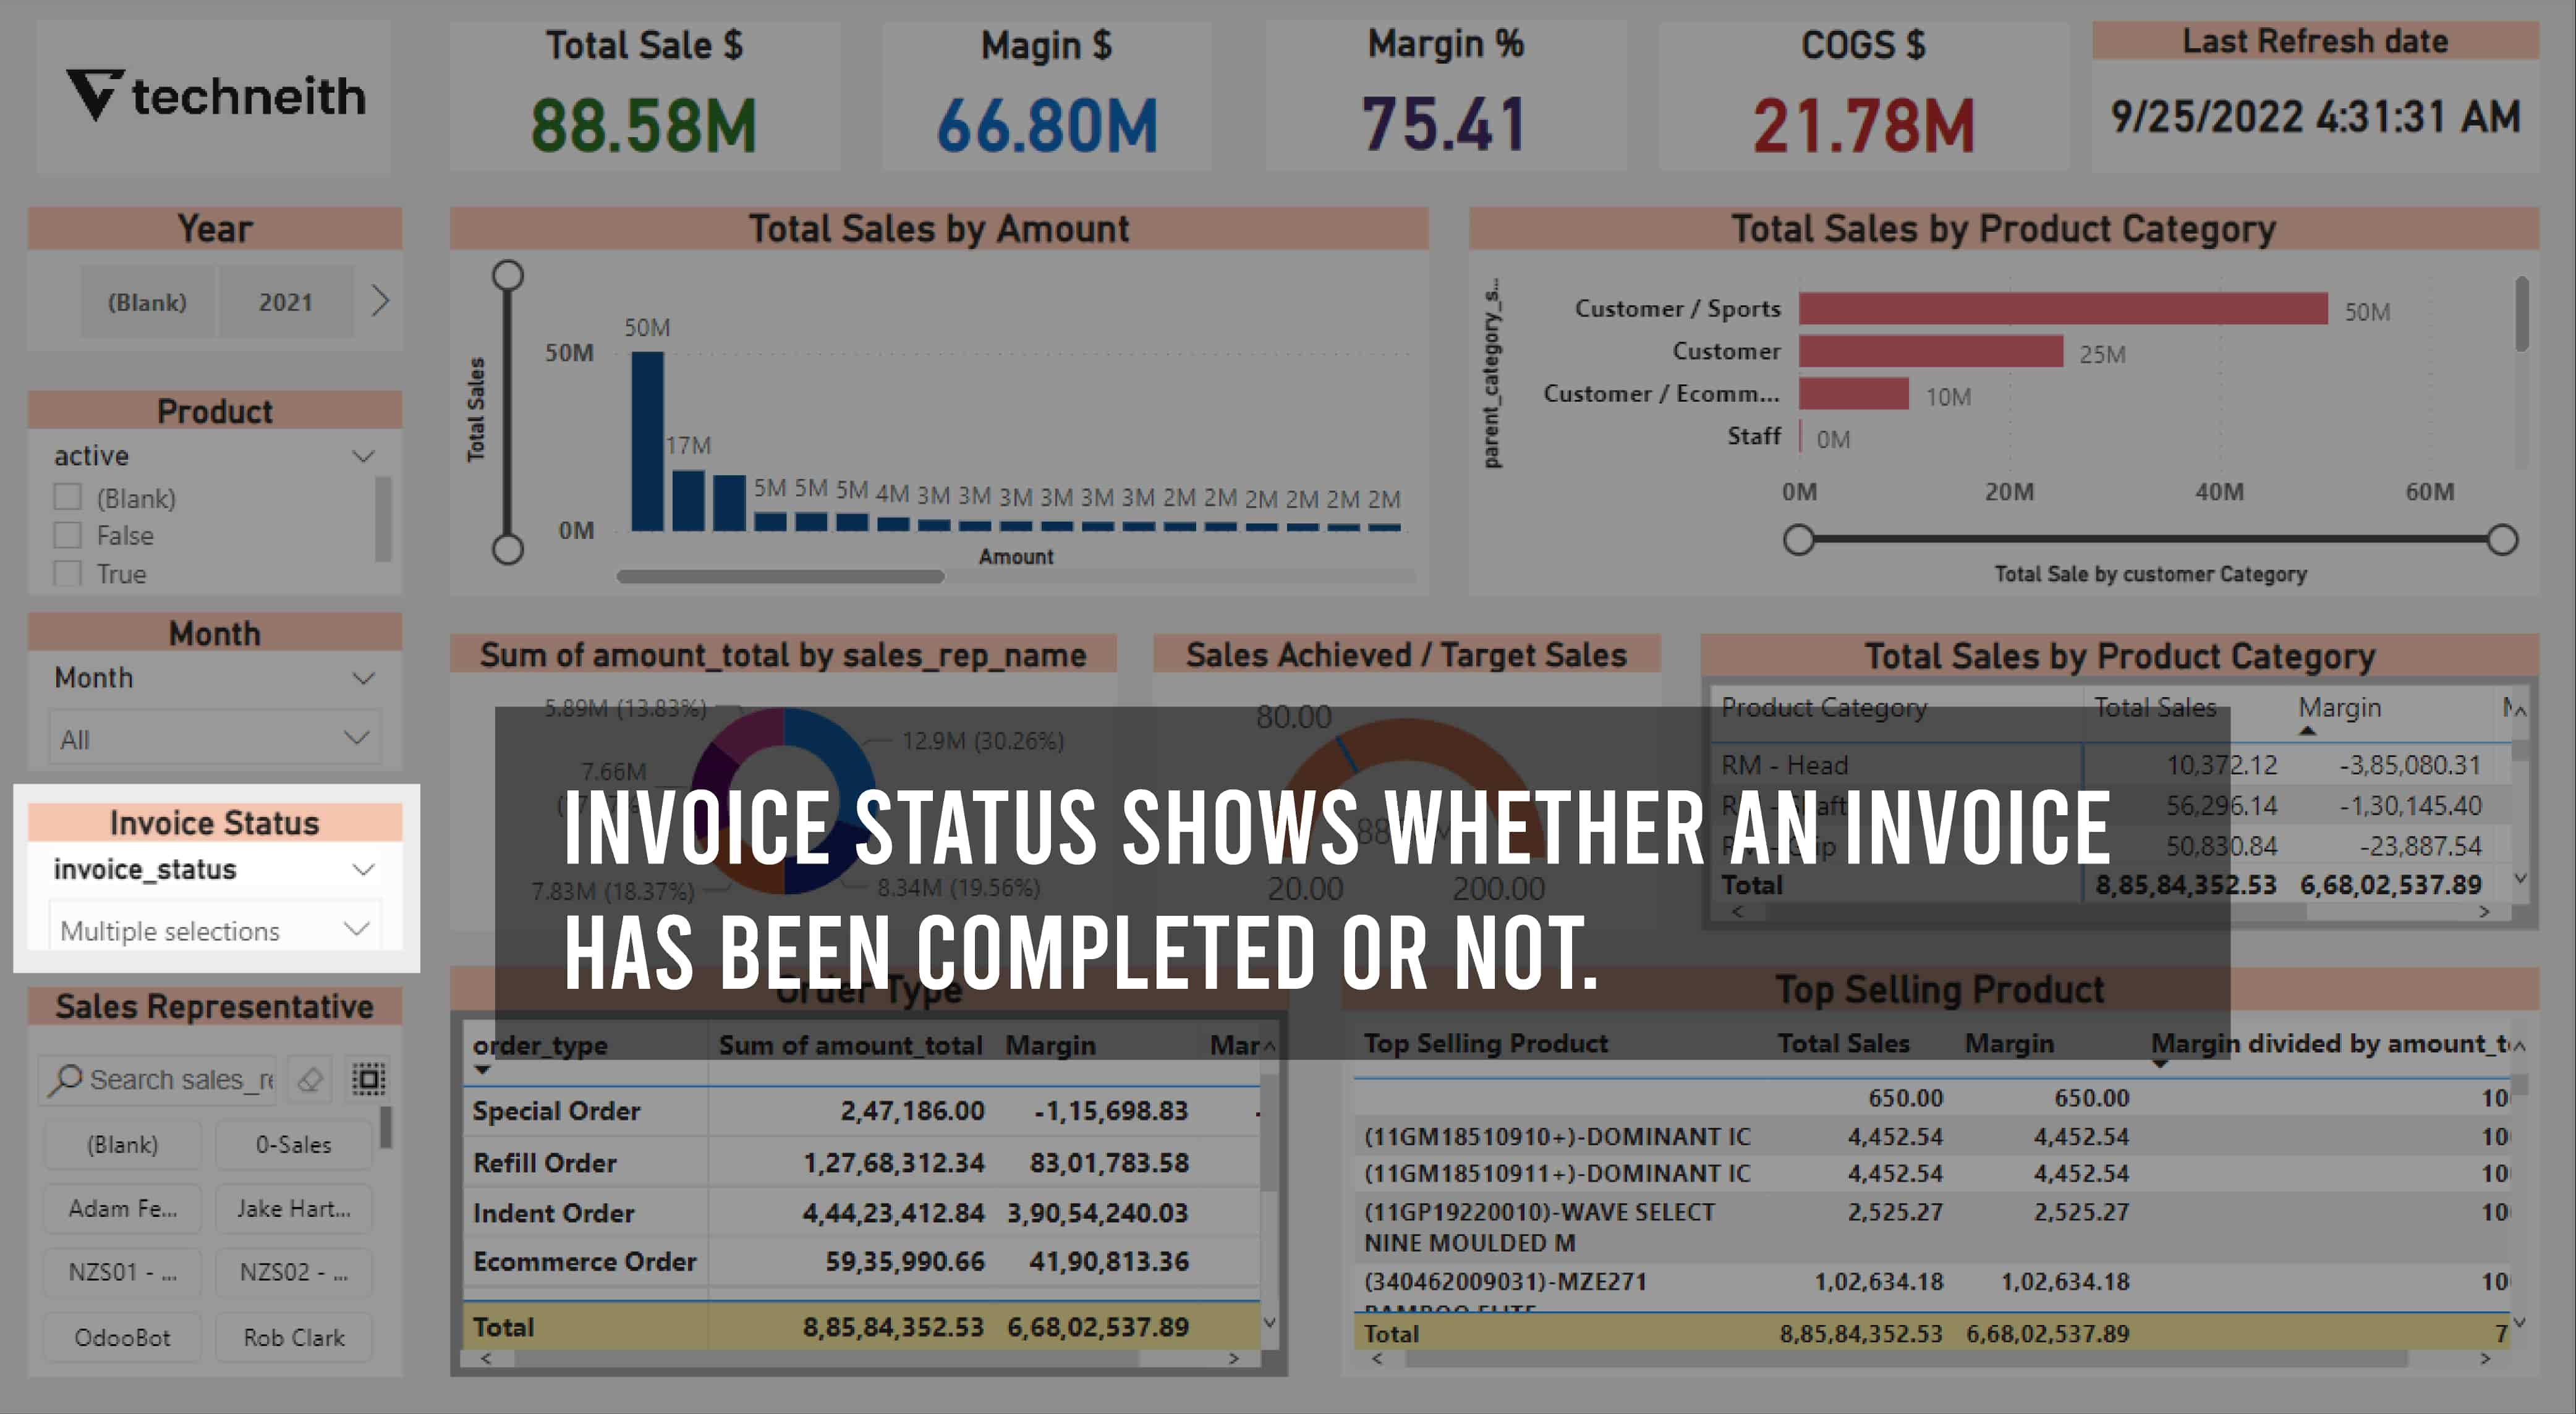 techneith
Total Sale $
88.58M
Magin $
66.80M
Margin %
75.41
COGS $
21.78M
Last Refresh date
9/25/2022 4:31:31 AM
Year
(Blank)
2021
Product
active
(Blank)
False
True
Month
Month
All
Invoice Status
invoice_status
Multiple selections
Sales Representative
Search sales_re
(Blank)
0-Sales
Adam Fe...
Jake Hart...
NZS01 - ...
NZS02 - ...
OdooBot
Rob Clark
Total Sales by Amount
Total Sales
50M
0M
50M
17M
5M 5M 5M 4M 3M 3M 3M 3M 3M 3M 2M 2M 2M 2M 2M 2M
Amount
Total Sales by Product Category
parent_category_s...
Customer / Sports 50M
Customer 25M
Customer / Ecomm... 10M
Staff 0M
0M 20M 40M 60M
Total Sale by customer Category
Sum of amount_total by sales_rep_name
5.89M (13.83%)
12.9M (30.26%)
7.66M
7.83M (18.37%)
8.34M (19.56%)
Sales Achieved / Target Sales
80.00
20.00
200.00
Total Sales by Product Category
Product Category Total Sales Margin
RM - Head 10,372.12 -3,85,080.31
56,296.14 -1,30,145.40
50,830.84 -23,887.54
Total 8,85,84,352.53 6,68,02,537.89
INVOICE STATUS SHOWS WHETHER AN INVOICE
HAS BEEN COMPLETED OR NOT.
Order Type
order_type Sum of amount_total Margin Mar
Special Order 2,47,186.00 -1,15,698.83
Refill Order 1,27,68,312.34 83,01,783.58
Indent Order 4,44,23,412.84 3,90,54,240.03
Ecommerce Order 59,35,990.66 41,90,813.36
Total 8,85,84,352.53 6,68,02,537.89
Top Selling Product
Top Selling Product Total Sales Margin Margin divided by amount_t
650.00 650.00 10
(11GM18510910+)-DOMINANT IC 4,452.54 4,452.54 10
(11GM18510911+)-DOMINANT IC 4,452.54 4,452.54 10
(11GP19220010)-WAVE SELECT 2,525.27 2,525.27 10
NINE MOULDED M
(340462009031)-MZE271 1,02,634.18 1,02,634.18 10
BAMBOO ELITE
Total 8,85,84,352.53 6,68,02,537.89 7